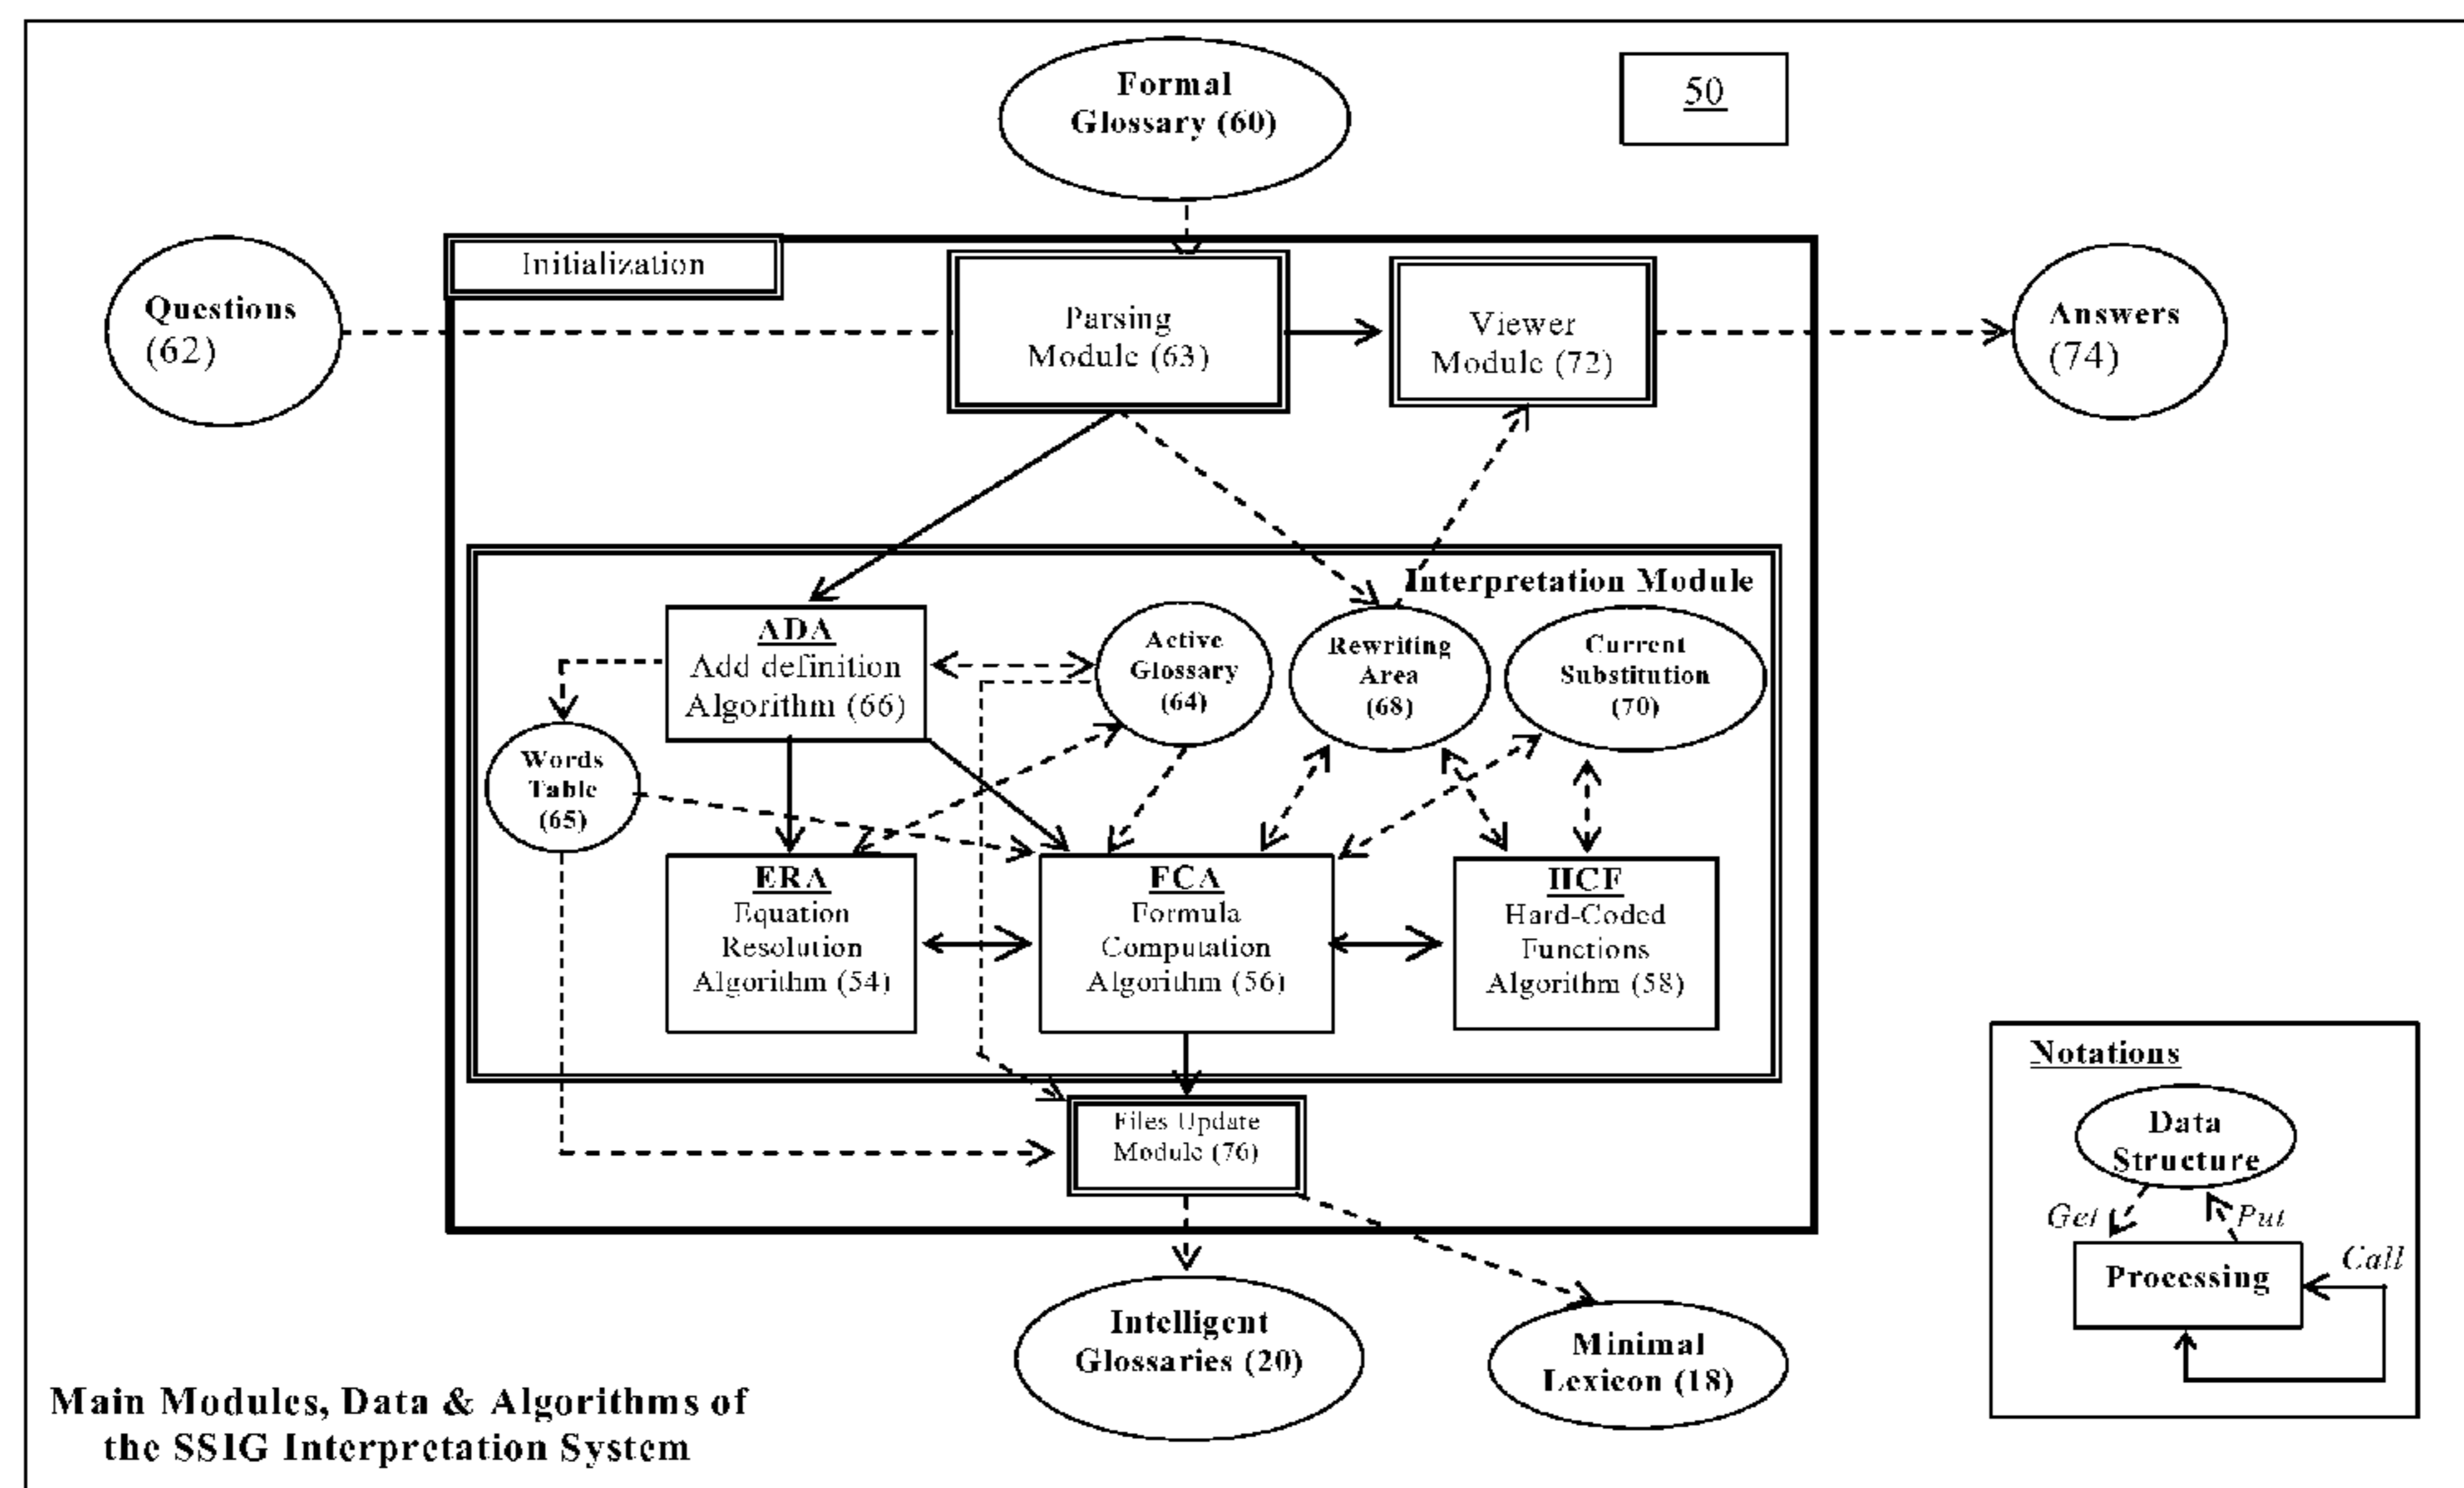 Formal
Glossary (60)
50
Initialization
Questions
(62)
Parsing
Module (63)
Viewer
Module (72)
Answers
(74)
Interpretation Module
ADA
Add definition
Algorithm (66)
Active
Glossary
(64)
Rewriting
Area
(68)
Current
Substitution
(70)
Words
Table
(65)
ERA
Equation
Resolution
Algorithm (54)
FCA
Formula
Computation
Algorithm (56)
HCF
Hard-Coded
Functions
Algorithm (58)
Files Update
Module (76)
Intelligent
Glossaries (20)
Minimal
Lexicon (18)
Notations
Data
Structure
Get
Put
Call
Processing
Main Modules, Data & Algorithms of
the SSIG Interpretation System